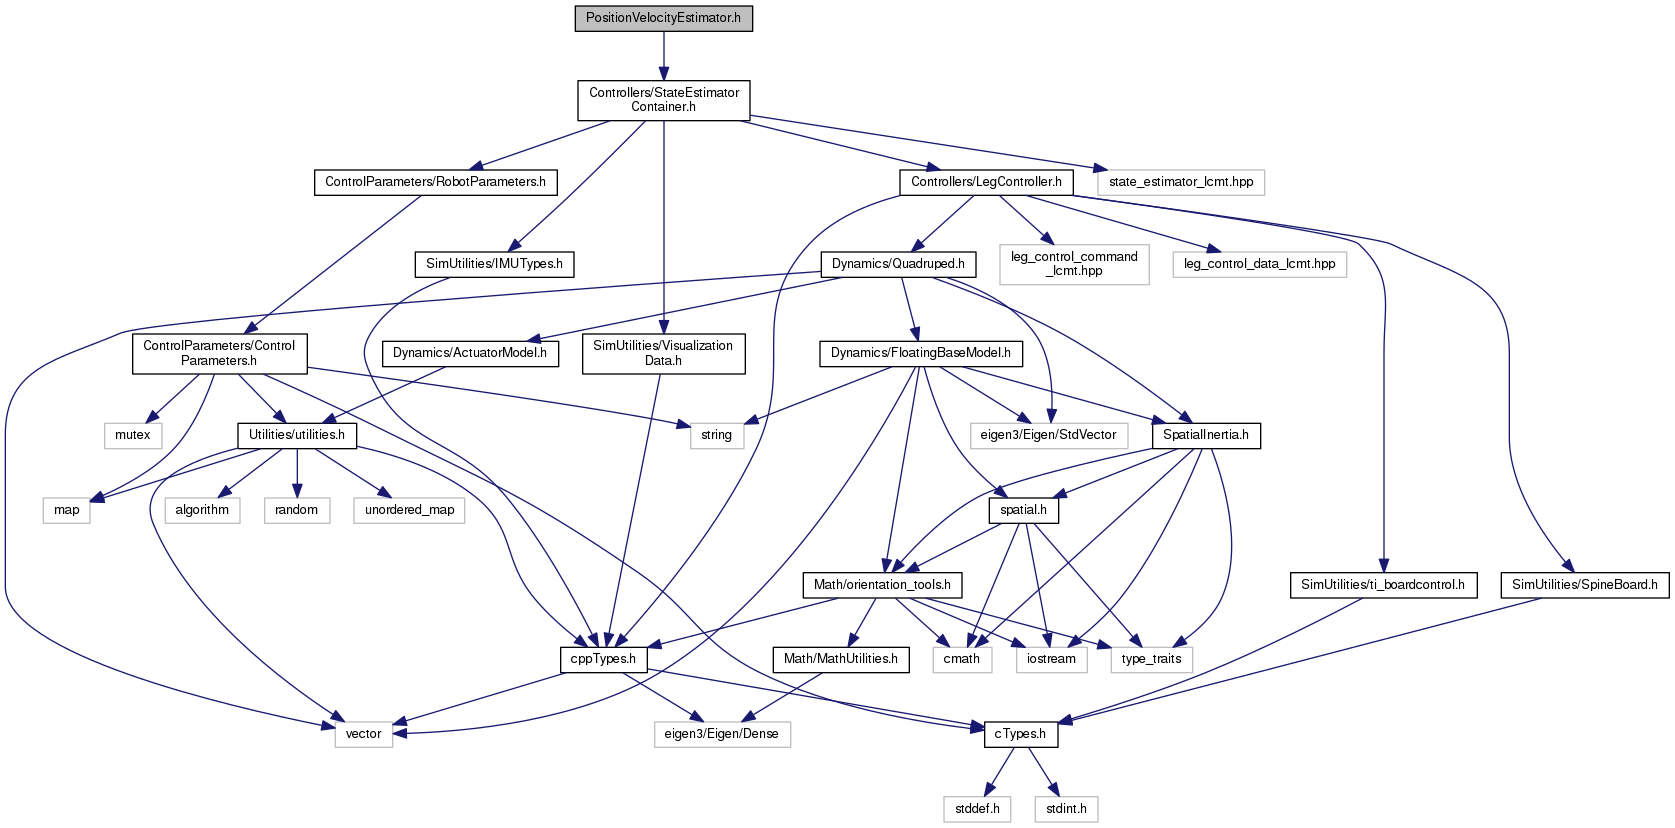 PositionVelocityEstimator.h
Controllers/StateEstimator
Container.h
ControlParameters/RobotParameters.h
Controllers/LegController.h
state_estimator_lcmt.hpp
SimUtilities/IMUTypes.h
Dynamics/Quadruped.h
leg_control_command
_lcmt.hpp
leg_control_data_lcmt.hpp
ControlParameters/Control
Parameters.h
Dynamics/ActuatorModel.h
SimUtilities/Visualization
Data.h
Dynamics/FloatingBaseModel.h
mutex
Utilities/utilities.h
string
eigen3/Eigen/StdVector
SpatialInertia.h
map
algorithm
random
unordered_map
spatial.h
Math/orientation_tools.h
SimUtilities/ti_boardcontrol.h
SimUtilities/SpineBoard.h
cppTypes.h
Math/MathUtilities.h
cmath
iostream
type_traits
vector
eigen3/Eigen/Dense
cTypes.h
stddef.h
stdint.h